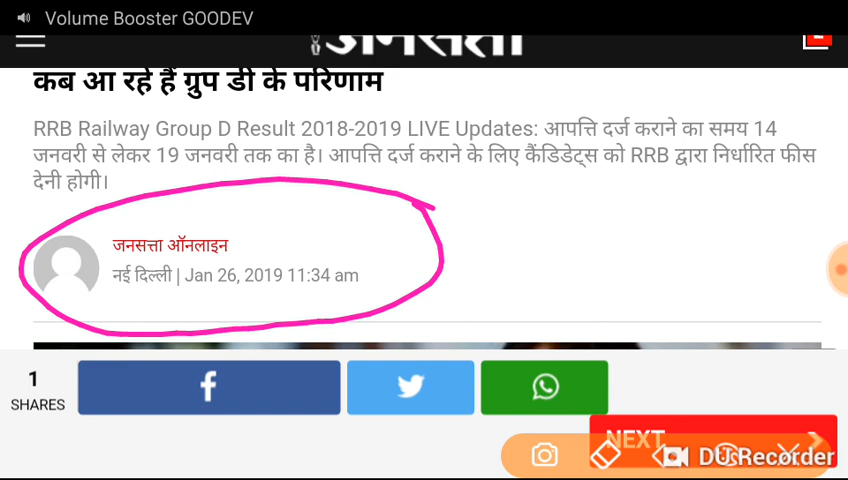 Volume Booster GOODEV
जनसत्ता
कब आ रहे हैं ग्रुप डी के परिणाम
RRB Railway Group D Result 2018-2019 LIVE Updates: आपत्ति दर्ज कराने का समय 14
जनवरी से लेकर 19 जनवरी तक का है। आपत्ति दर्ज कराने के लिए कैंडिडेट्स को RRB द्वारा निर्धारित फीस
देनी होगी।
जनसत्ता ऑनलाइन
नई दिल्ली | Jan 26, 2019 11:34 am
1
SHARES
NEXT
DU Recorder